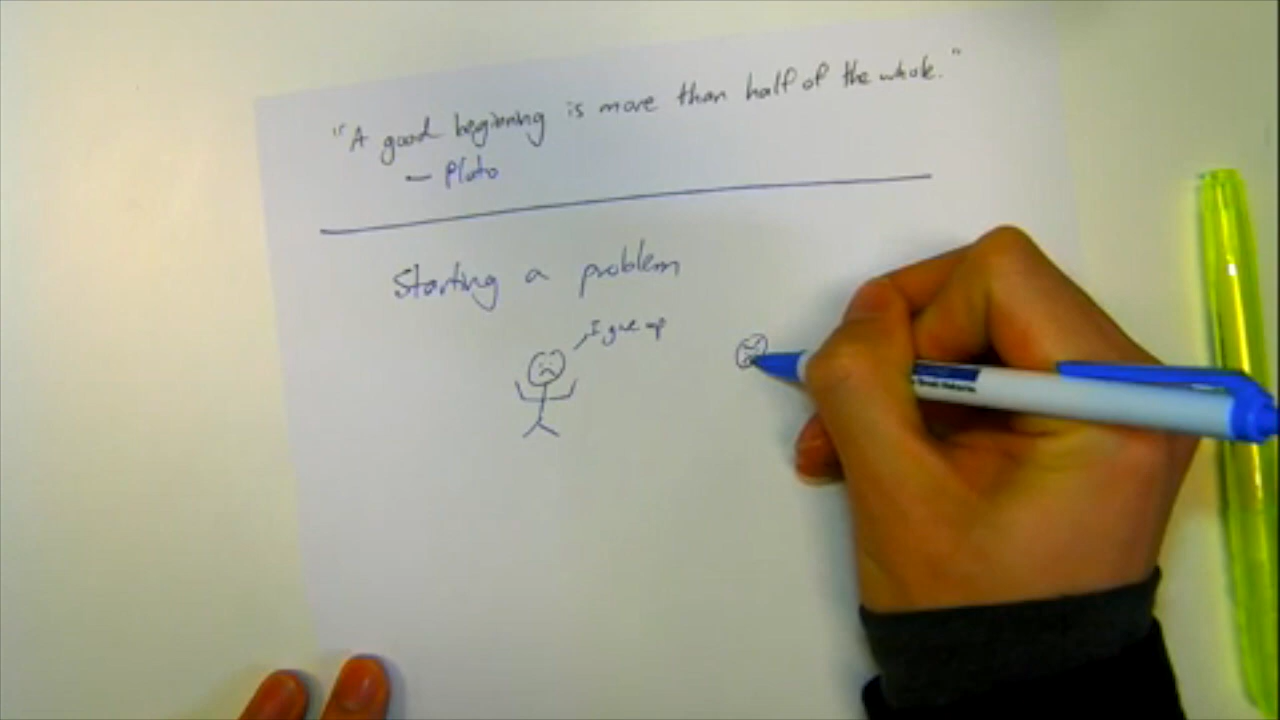 "A good beginning is more than half of the whole."
— Plato
Starting a problem
I give up